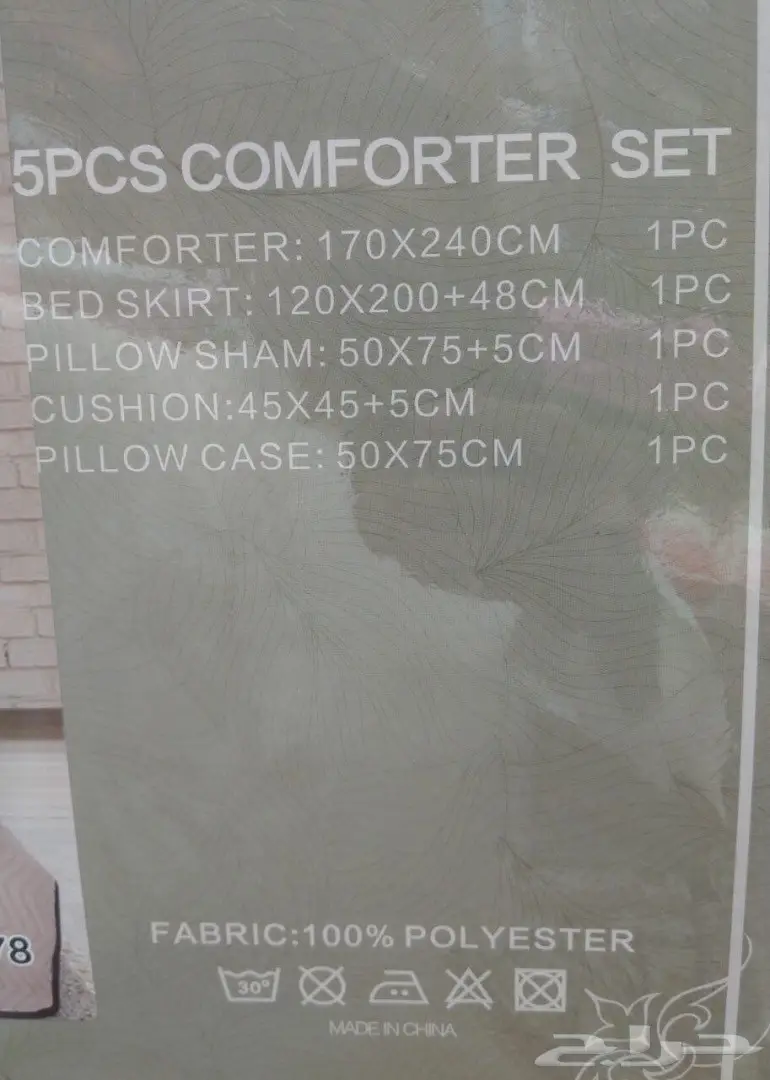 5PCS COMFORTER SET
COMFORTER: 170X240CM 1PC
BED SKIRT: 120X200+48CM 1PC
PILLOW SHAM: 50X75+5CM 1PC
CUSHION:45X45+5CM 1PC
PILLOW CASE: 50X75CM 1PC
78
FABRIC:100% POLYESTER
30°
MADE IN CHINA